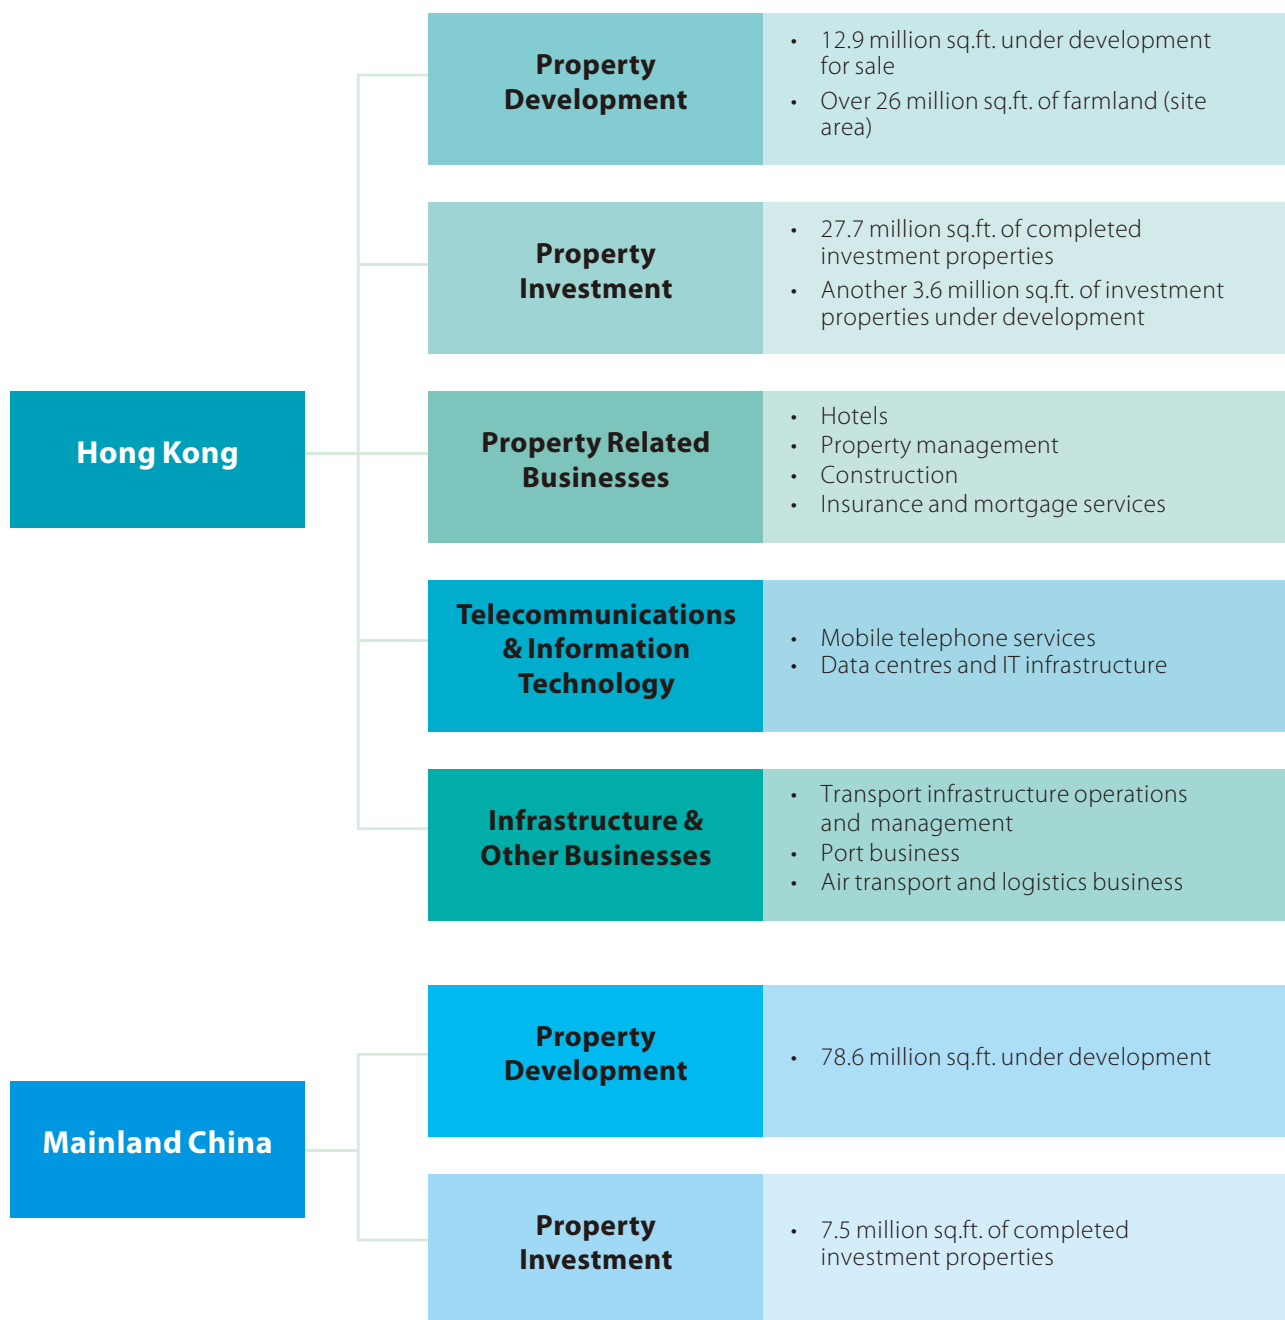 Hong Kong
Property
Development
• 12.9 million sq.ft. under development
for sale
• Over 26 million sq.ft. of farmland (site
area)
Property
Investment
• 27.7 million sq.ft. of completed
investment properties
• Another 3.6 million sq.ft. of investment
properties under development
Property Related
Businesses
• Hotels
• Property management
• Construction
• Insurance and mortgage services
Telecommunications
& Information
Technology
• Mobile telephone services
• Data centres and IT infrastructure
Infrastructure &
Other Businesses
• Transport infrastructure operations
and management
• Port business
• Air transport and logistics business
Mainland China
Property
Development
• 78.6 million sq.ft. under development
Property
Investment
• 7.5 million sq.ft. of completed
investment properties